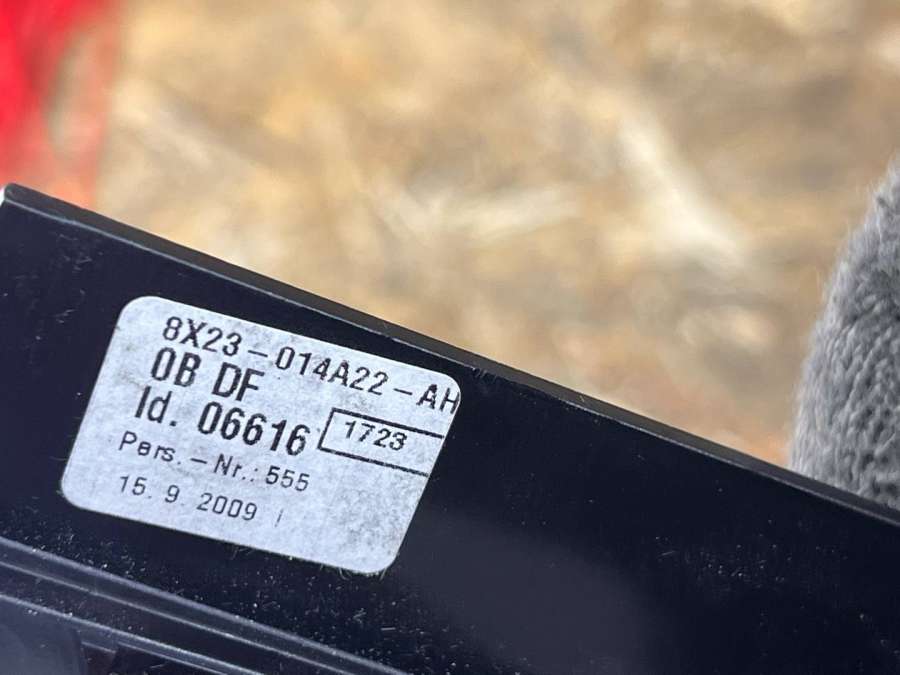 8X23-014A22-AH
0B DF
Id. 06616 1723
Pers.-Nr.: 555
15. 9. 2009